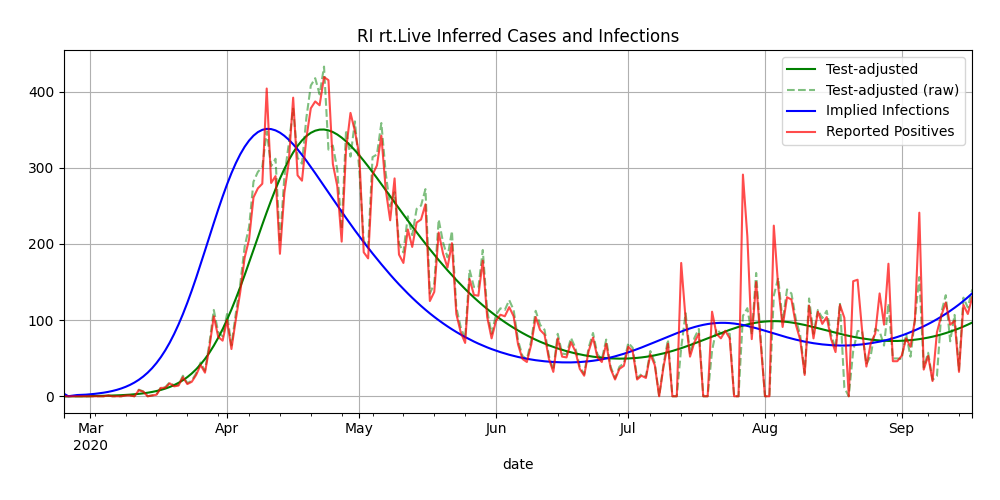 RI rt.Live Inferred Cases and Infections
Test-adjusted
Test-adjusted (raw)
Implied Infections
Reported Positives
400
300
200
100
0
Mar Apr May Jun Jul Aug Sep
2020
date